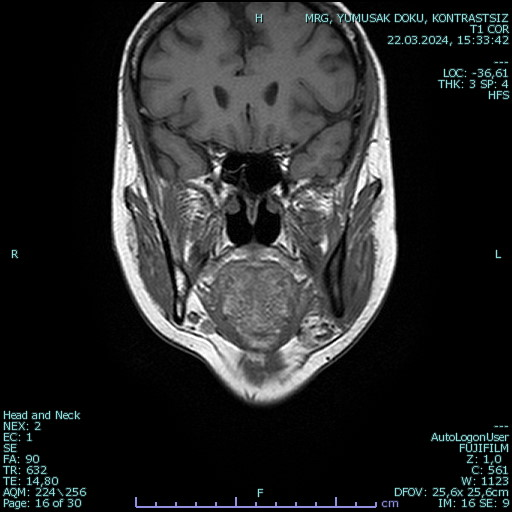 H
MRG, YUMUSAK DOKU, KONTRASTSIZ
T1 COR
22.03.2024, 15:33:42
---
LOC: -36,61
THK: 3 SP: 4
HFS
R
L
Head and Neck
NEX: 2
EC: 1
SE
FA: 90
TR: 632
TE: 14,80
AQM: 224\256
Page: 16 of 30
F
cm
---
AutoLogonUser
FUJIFILM
Z: 1,0
C: 561
W: 1123
DFOV: 25,6x 25,6cm
IM: 16 SE: 9